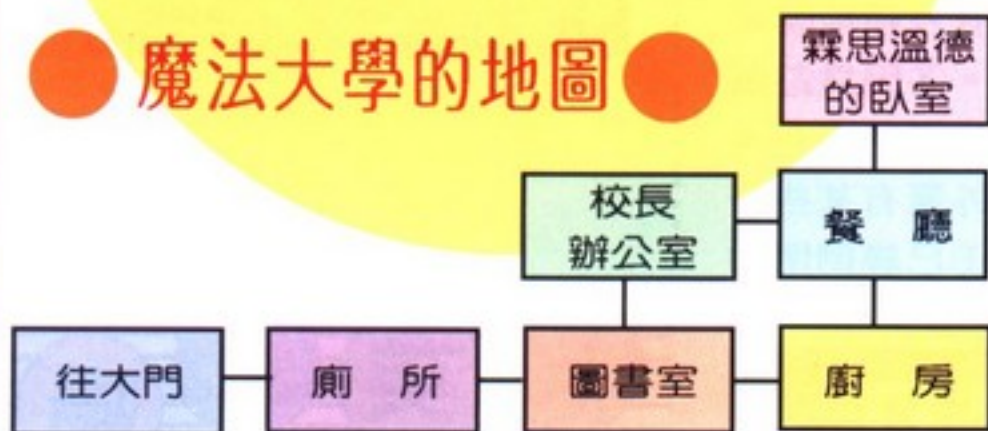 魔法大學的地圖
霖思溫德
的臥室
校長
辦公室
餐 廳
往大門
廁 所
圖書室
廚 房